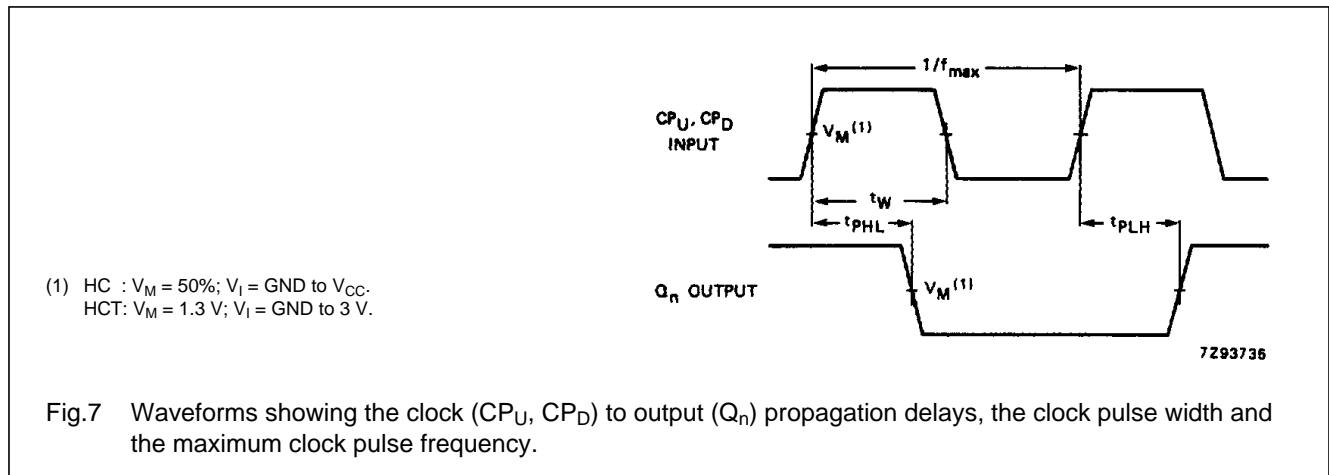 1/fmax
CPU, CPD
INPUT
VM(1)
tW
tPHL
tPLH
(1) HC : VM = 50%; VI = GND to VCC.
HCT: VM = 1.3 V; VI = GND to 3 V.
Qn OUTPUT
VM(1)
7Z93736
Fig.7 Waveforms showing the clock (CPU, CPD) to output (Qn) propagation delays, the clock pulse width and
the maximum clock pulse frequency.